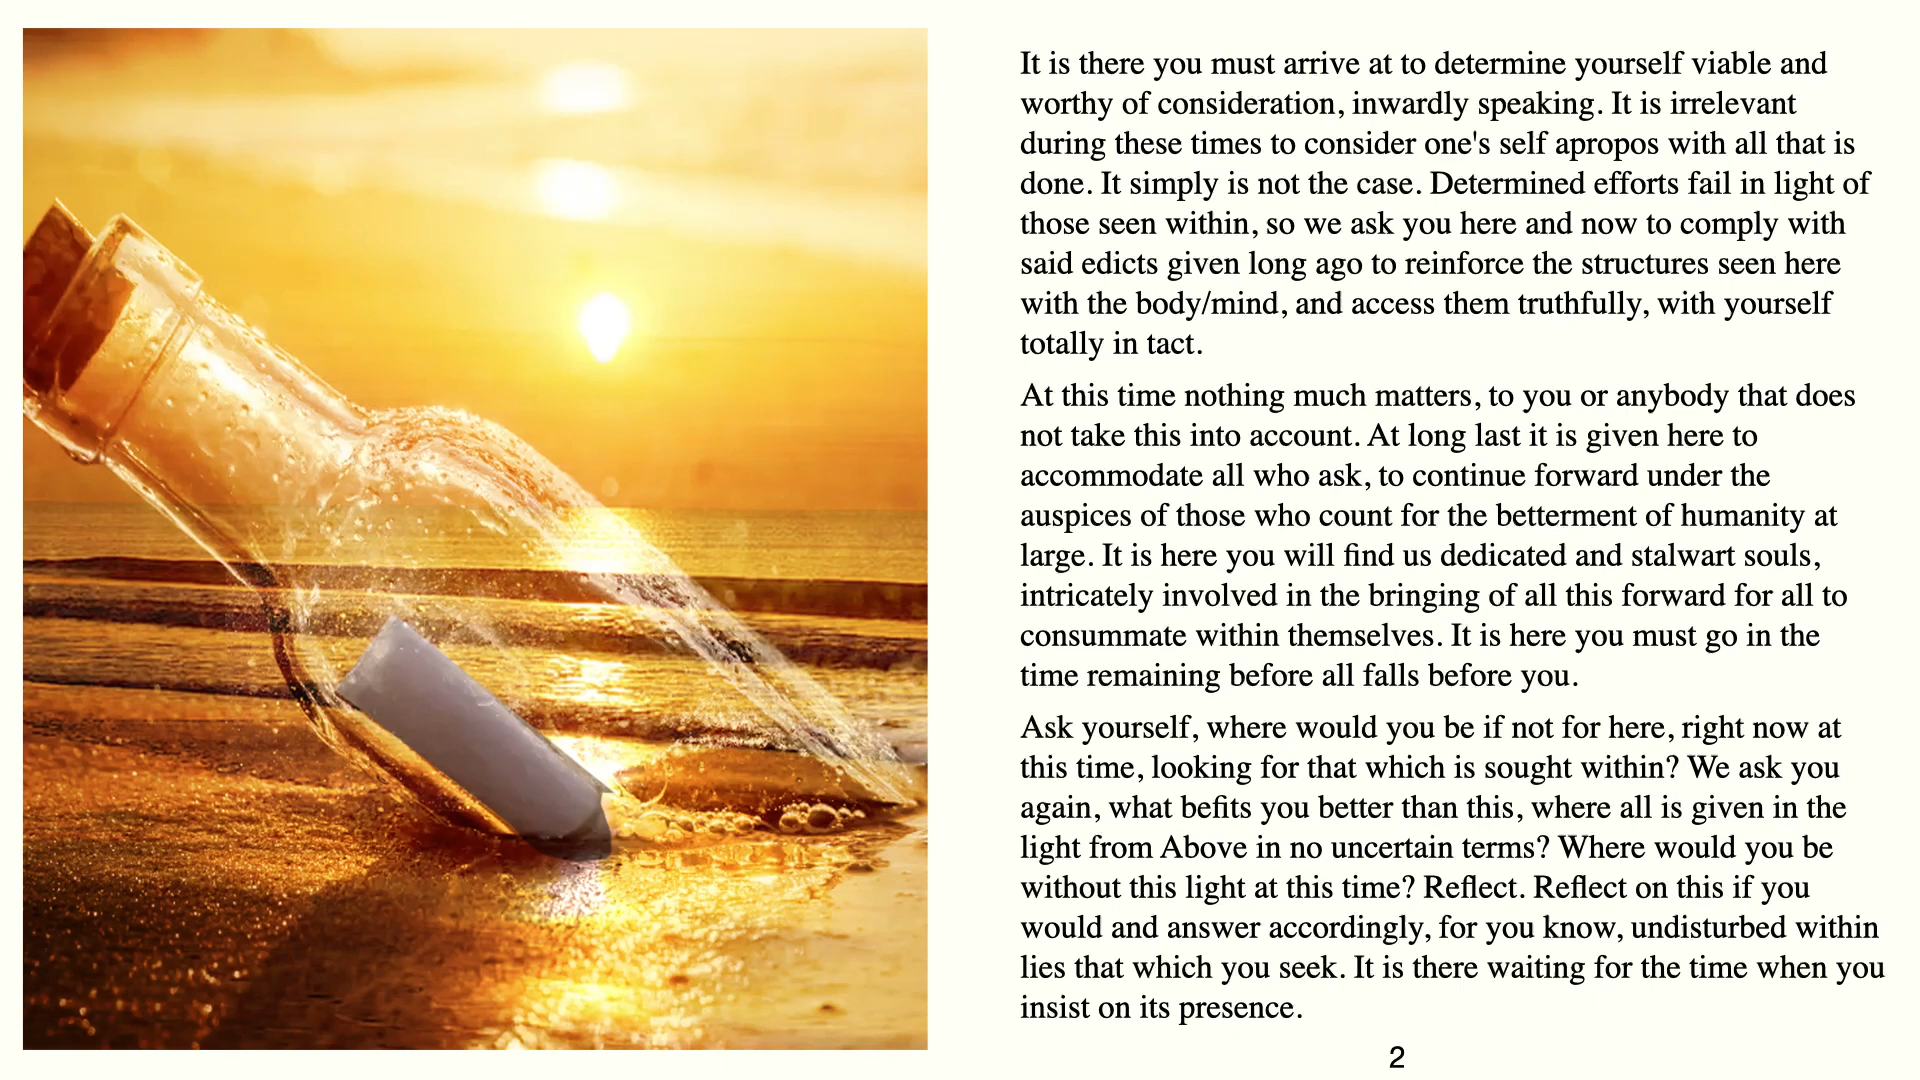 It is there you must arrive at to determine yourself viable and
worthy of consideration, inwardly speaking. It is irrelevant
during these times to consider one's self apropos with all that is
done. It simply is not the case. Determined efforts fail in light of
those seen within, so we ask you here and now to comply with
said edicts given long ago to reinforce the structures seen here
with the body/mind, and access them truthfully, with yourself
totally in tact.
At this time nothing much matters, to you or anybody that does
not take this into account. At long last it is given here to
accommodate all who ask, to continue forward under the
auspices of those who count for the betterment of humanity at
large. It is here you will find us dedicated and stalwart souls,
intricately involved in the bringing of all this forward for all to
consummate within themselves. It is here you must go in the
time remaining before all falls before you.
Ask yourself, where would you be if not for here, right now at
this time, looking for that which is sought within? We ask you
again, what befits you better than this, where all is given in the
light from Above in no uncertain terms? Where would you be
without this light at this time? Reflect. Reflect on this if you
would and answer accordingly, for you know, undisturbed within
lies that which you seek. It is there waiting for the time when you
insist on its presence.
2